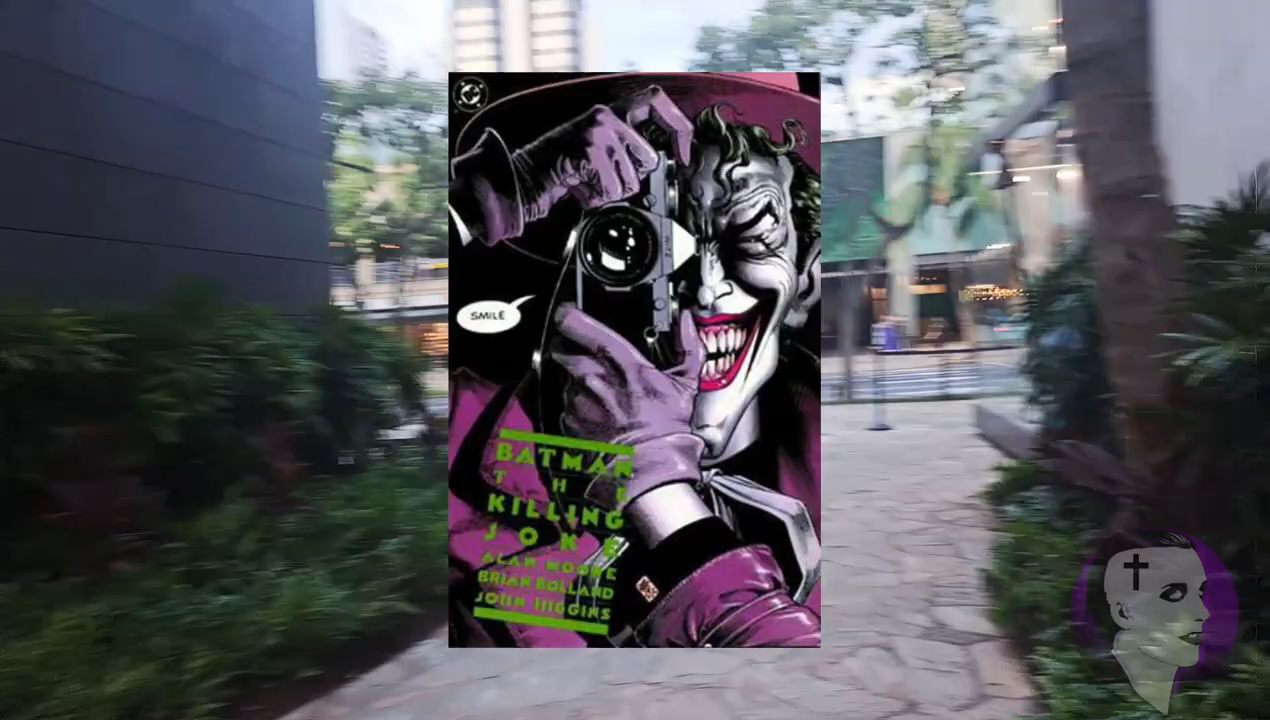 SMILE
BATMAN
THE
KILLING
JOKE
ALAN MOORE
BRIAN BOLLAND
JOHN HIGGINS